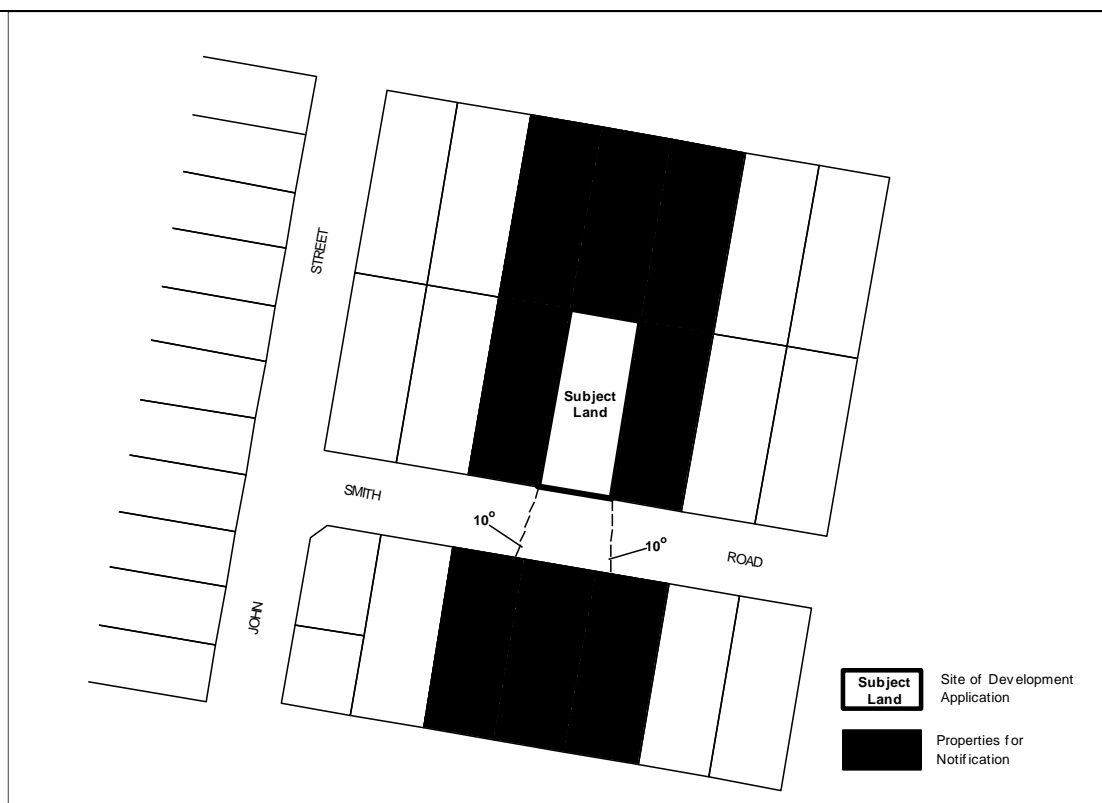 STREET
Subject
Land
SMITH
10°
10°
ROAD
JOHN
Subject
Land
Site of Development
Application
Properties for
Notification